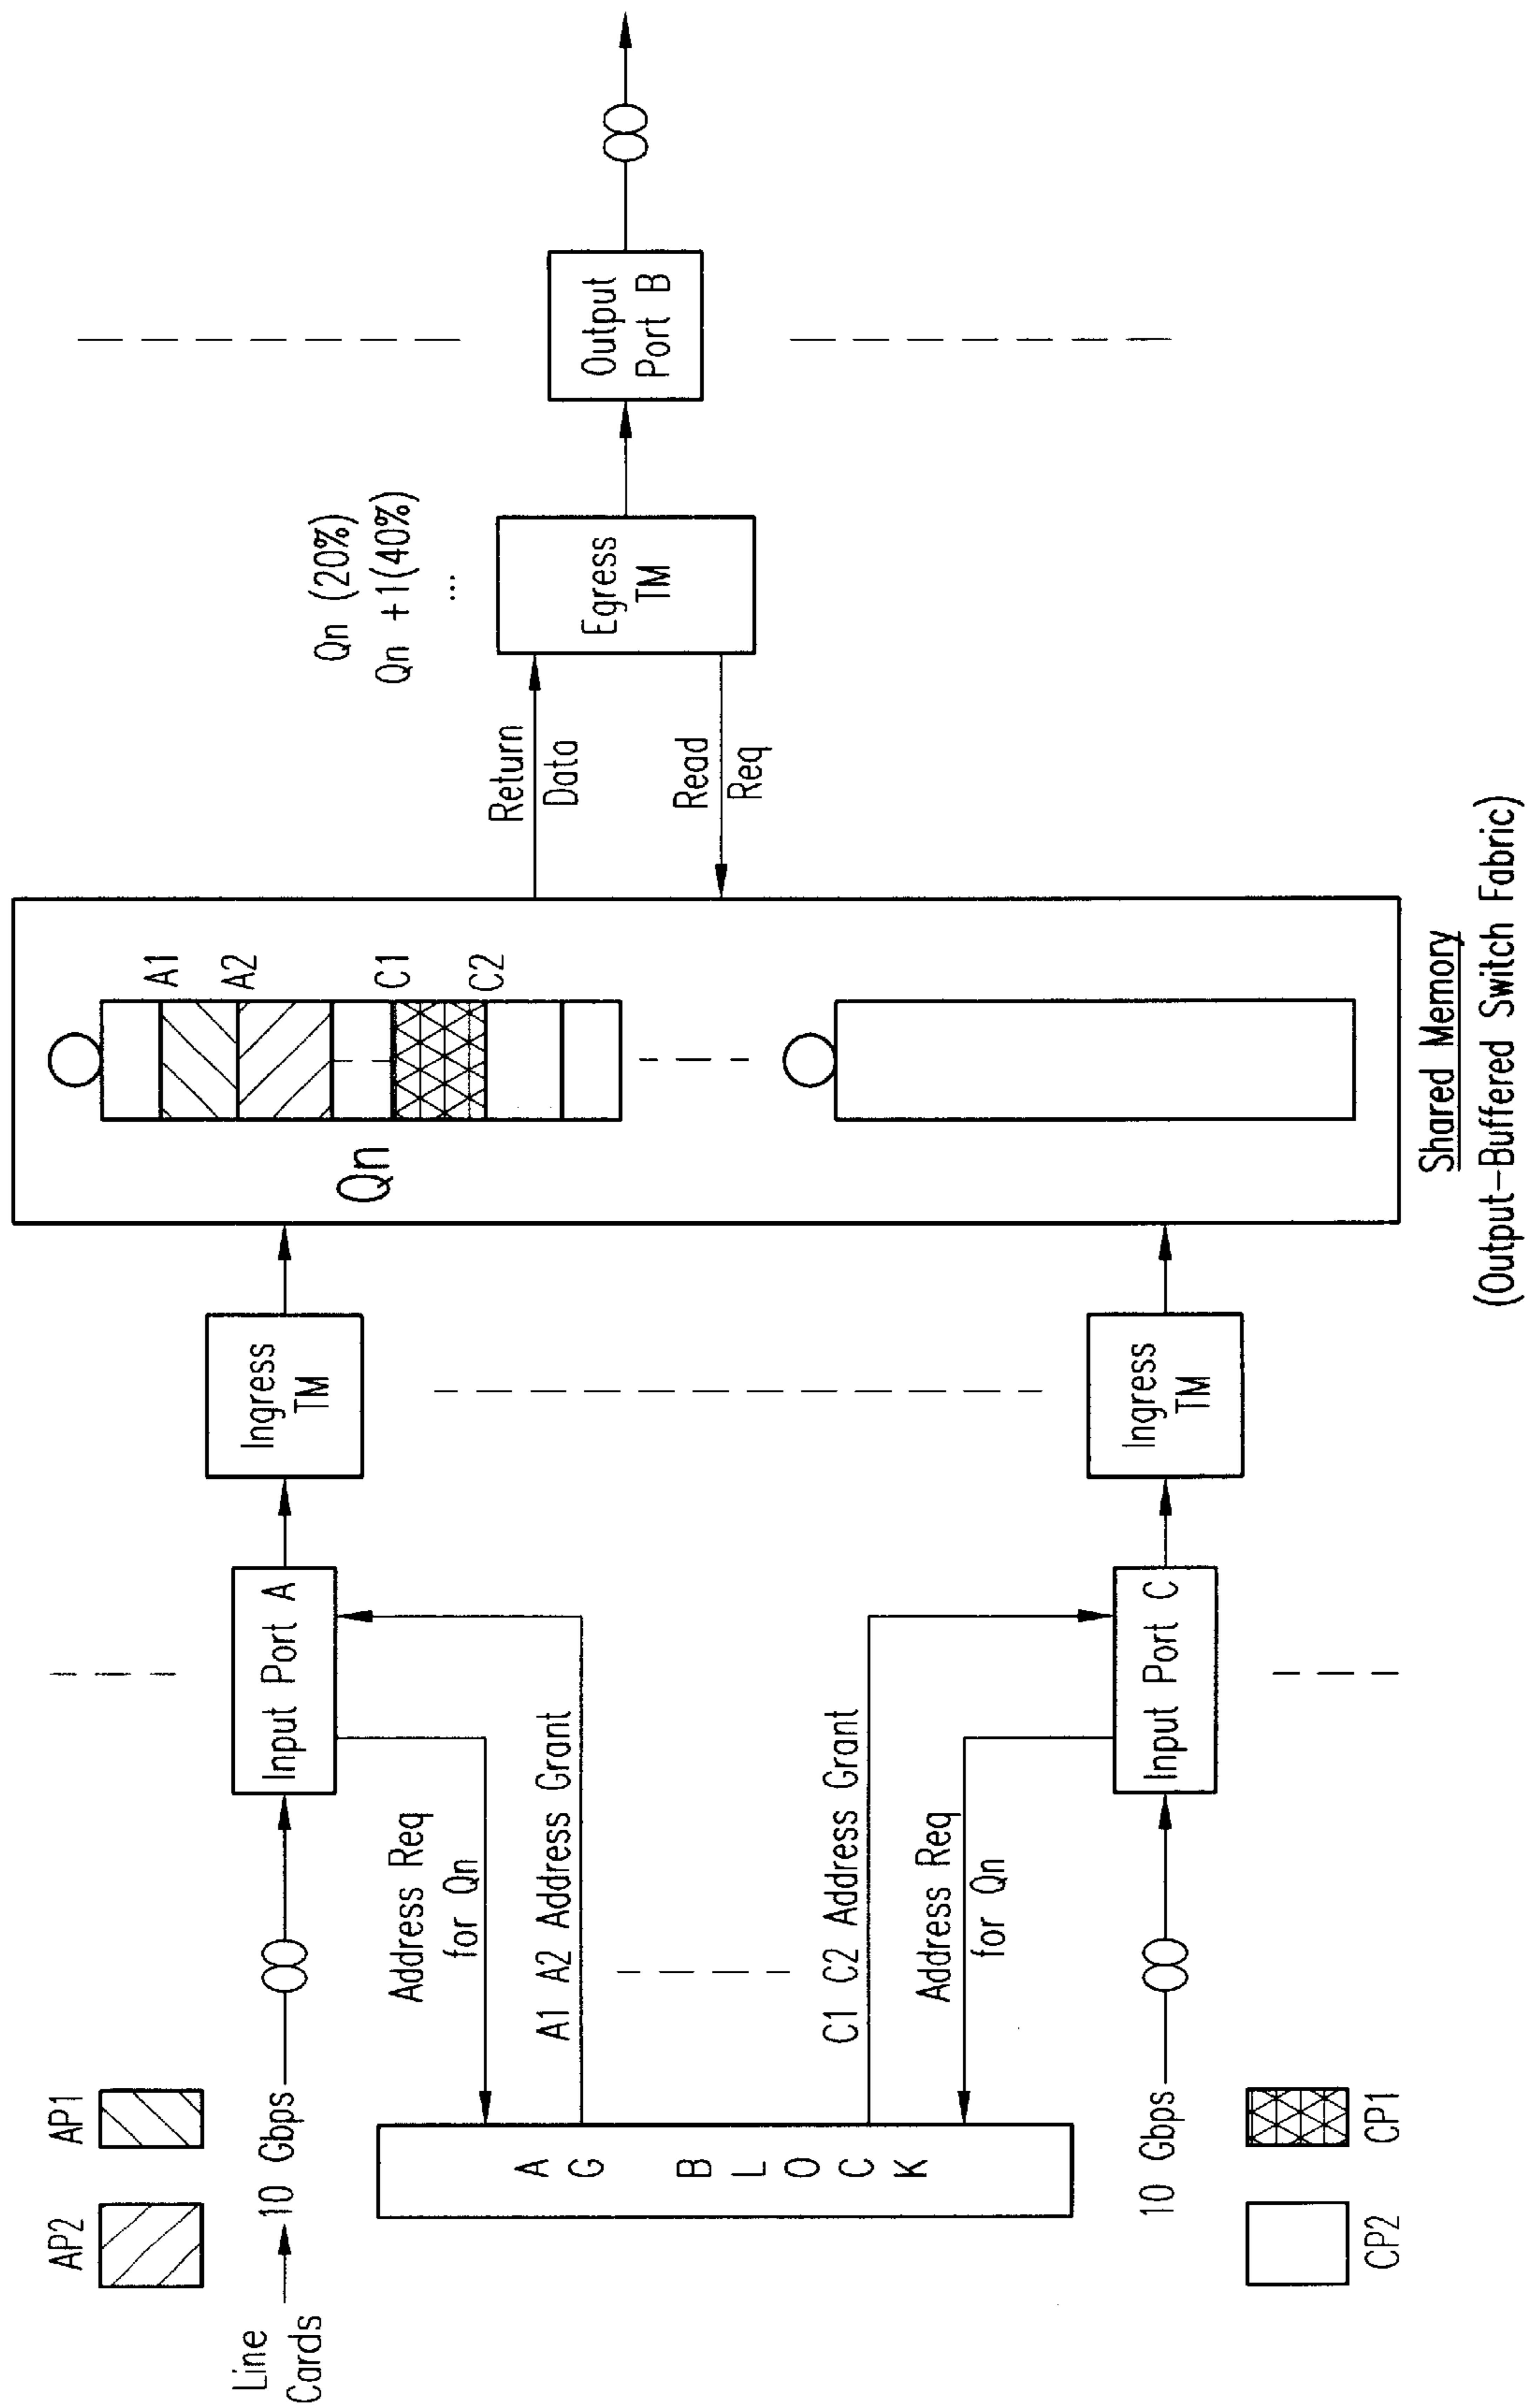 Line
Cards
10 Gbps
AP2
AP1
Input Port A
Ingress
TM
Address Req
for Qn
A1 A2 Address Grant
AG BLOCK
C1 C2 Address Grant
Address Req
for Qn
10 Gbps
CP2
CP1
Input Port C
Ingress
TM
Qn
A1
A2
C1
C2
Shared Memory
(Output-Buffered Switch Fabric)
Return
Data
Read
Req
Qn (20%)
Qn +1(40%)
...
Egress
TM
Output
Port B